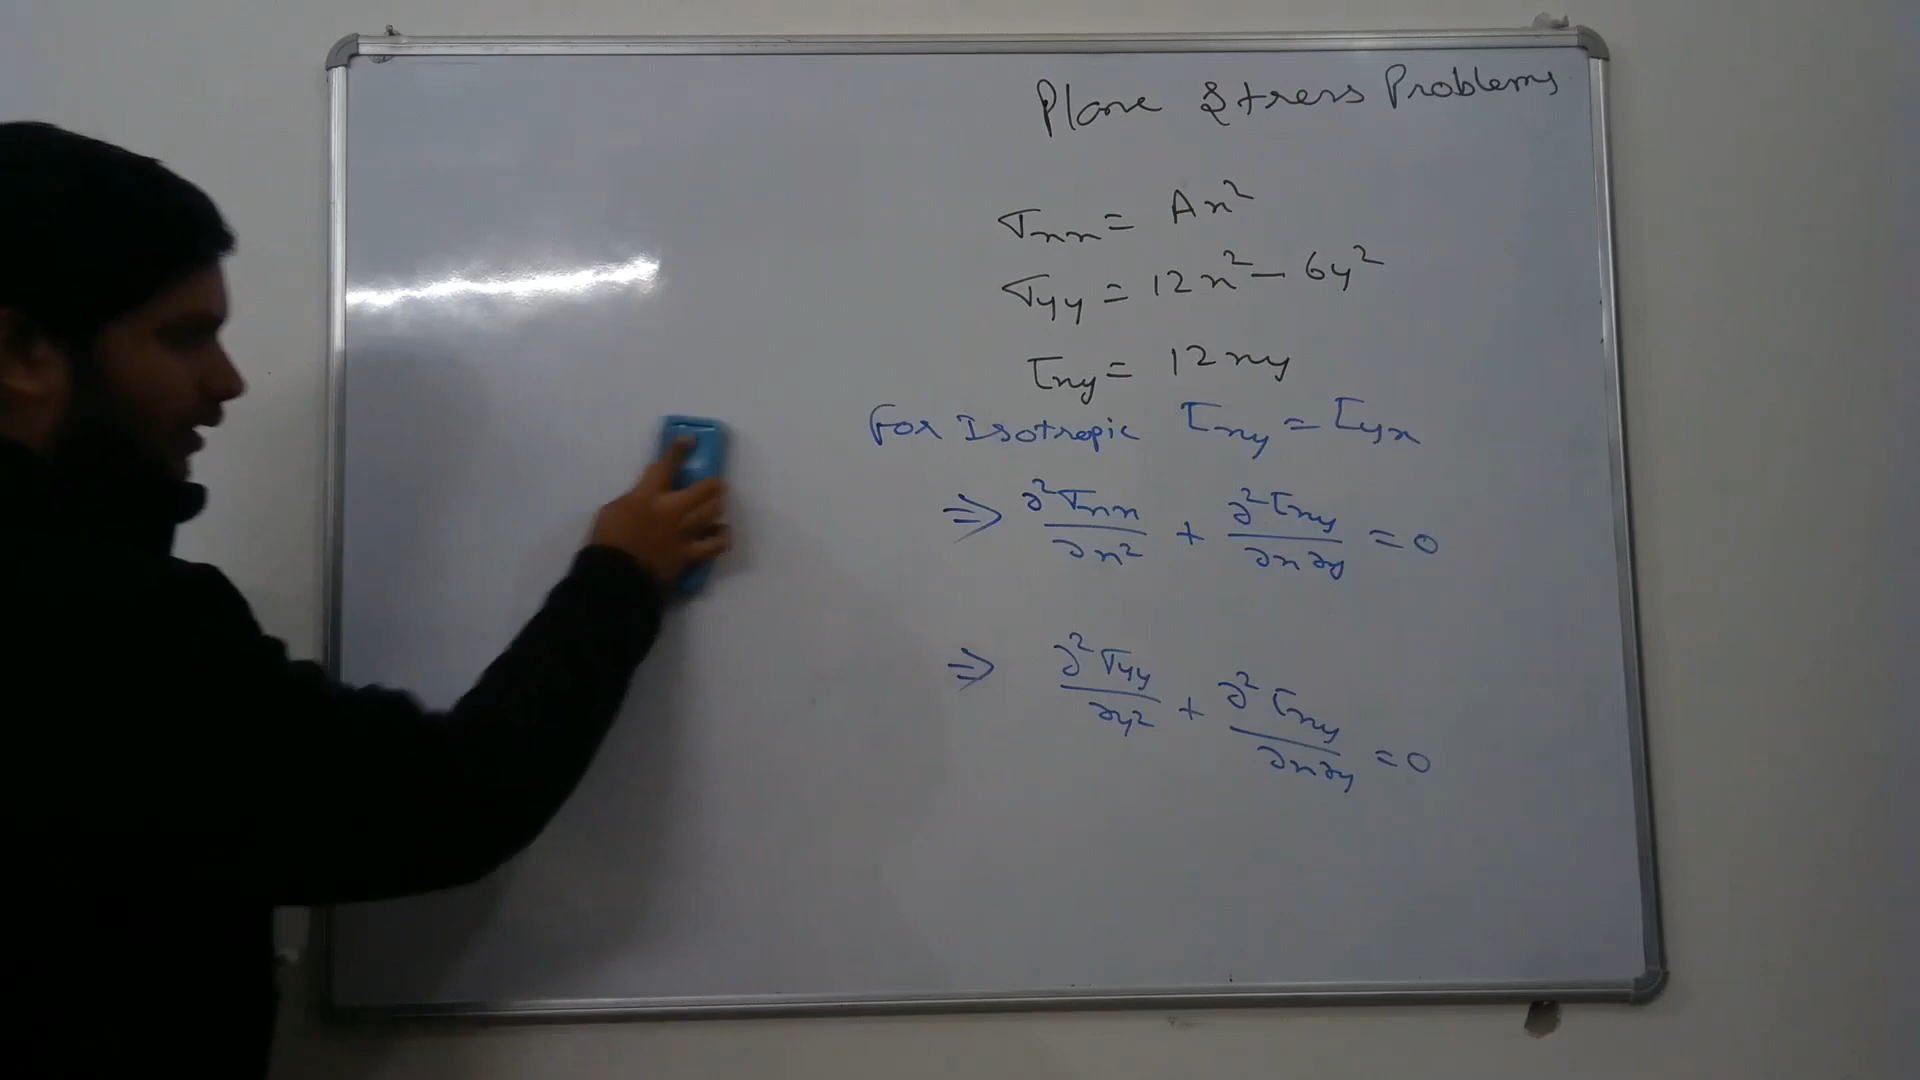 Plane Stress Problems
σxx = Ax²
σyy = 12x² - 6y²
τxy = 12xy
For Isotropic τxy = τyx
⇒ ∂²σxx/∂x² + ∂²τxy/∂x∂y = 0
⇒ ∂²σyy/∂y² + ∂²τxy/∂x∂y = 0